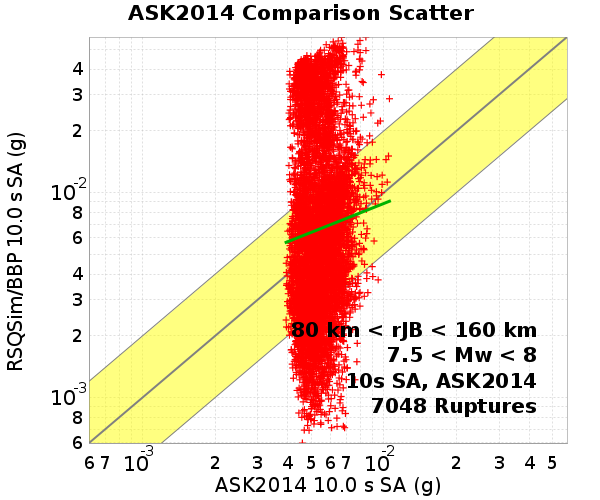 ASK2014 Comparison Scatter
RSQSim/BBP 10.0 s SA (g)
4
3
2
10^-2
8
6
4
3
2
10^-3
8
6
80 km < rJB < 160 km
7.5 < Mw < 8
10s SA, ASK2014
7048 Ruptures
6 7 10^-3 2 3 4 5 6 7 10^-2 2 3 4 5
ASK2014 10.0 s SA (g)